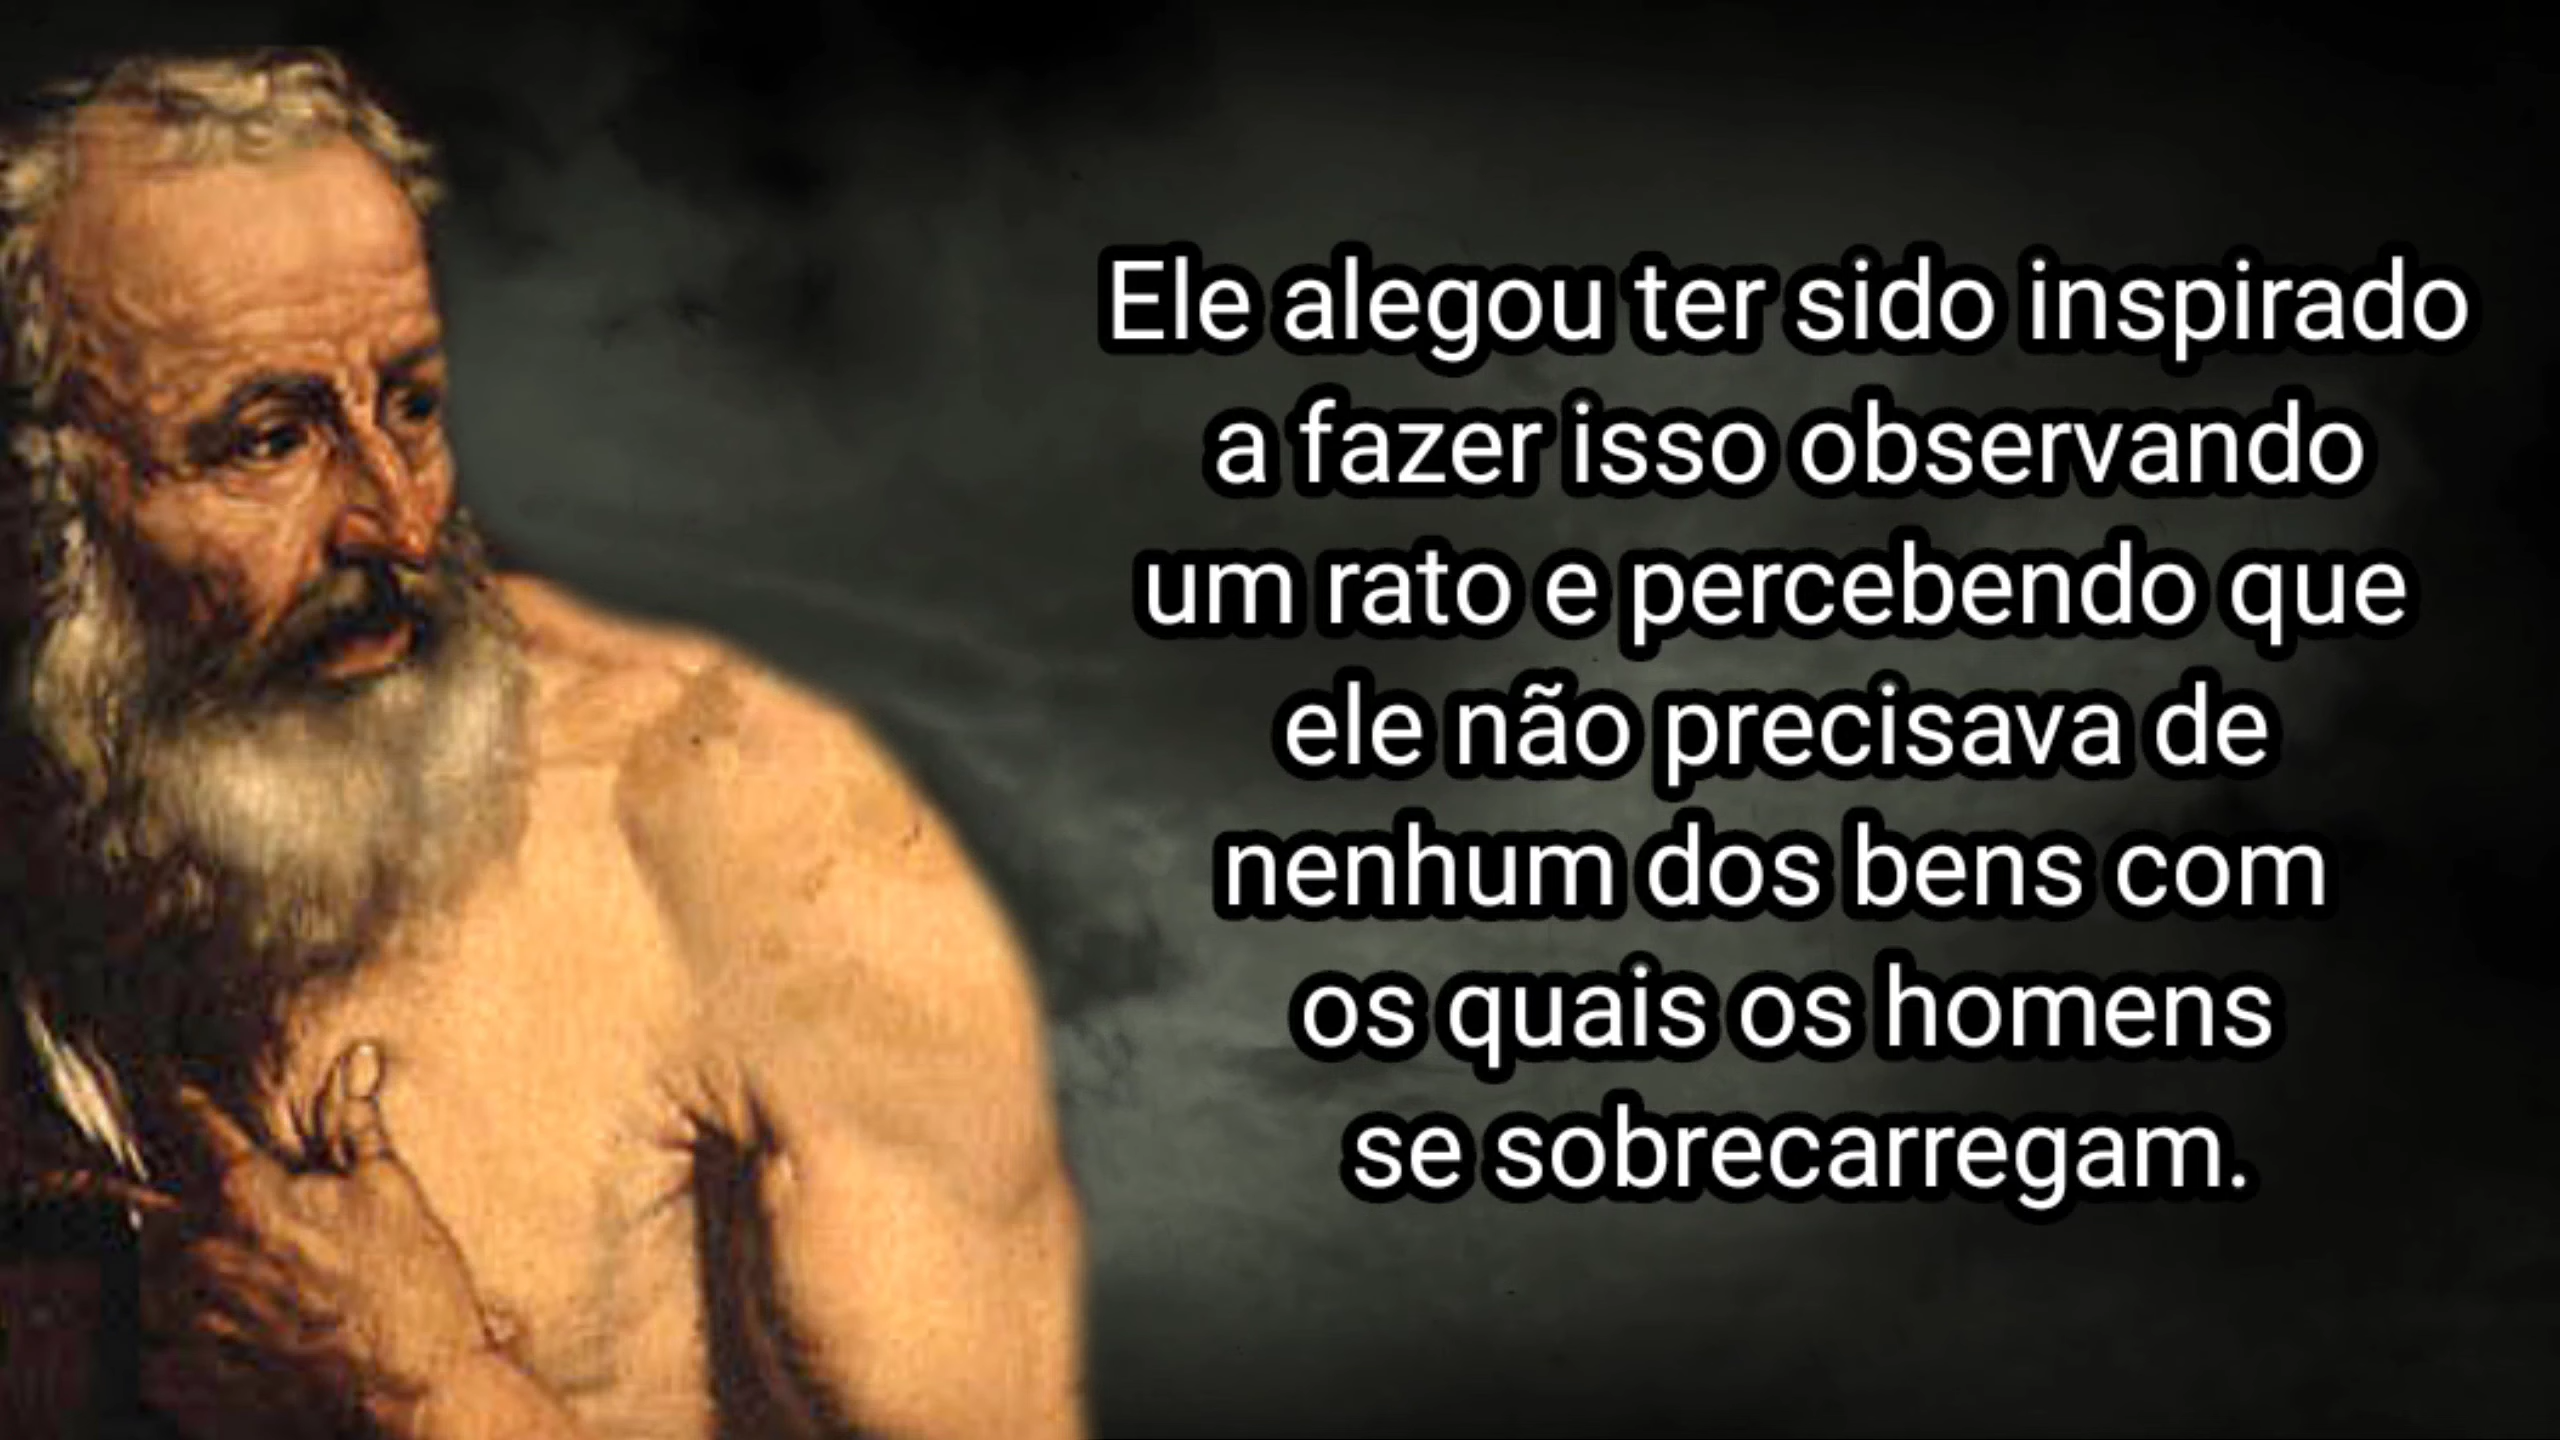 Ele alegou ter sido inspirado
a fazer isso observando
um rato e percebendo que
ele não precisava de
nenhum dos bens com
os quais os homens
se sobrecarregam.